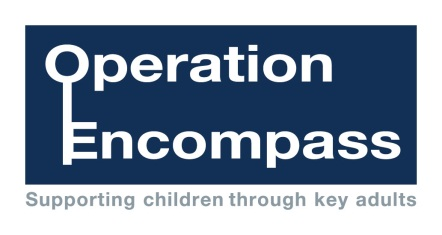 Operation
Encompass
Supporting children through key adults